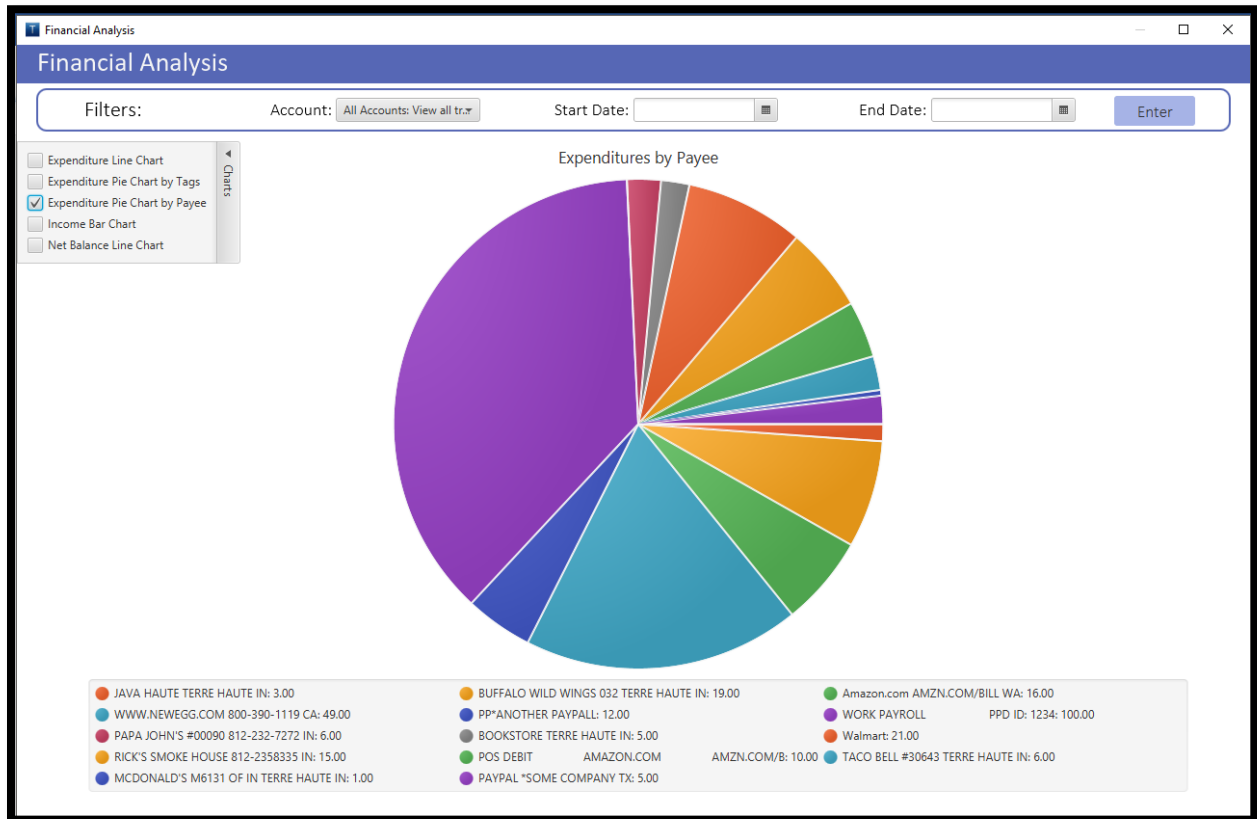 Financial Analysis
Financial Analysis
Filters: Account: All Accounts: View all tr.. Start Date: End Date: Enter
Expenditure Line Chart
Expenditure Pie Chart by Tags
Expenditure Pie Chart by Payee
Income Bar Chart
Net Balance Line Chart
Charts
Expenditures by Payee
JAVA HAUTE TERRE HAUTE IN: 3.00 BUFFALO WILD WINGS 032 TERRE HAUTE IN: 19.00 Amazon.com AMZN.COM/BILL WA: 16.00
WWW.NEWEGG.COM 800-390-1119 CA: 49.00 PP*ANOTHER PAYPALL: 12.00 WORK PAYROLL PPD ID: 1234: 100.00
PAPA JOHN'S #00090 812-232-7272 IN: 6.00 BOOKSTORE TERRE HAUTE IN: 5.00 Walmart: 21.00
RICK'S SMOKE HOUSE 812-2358335 IN: 15.00 POS DEBIT AMAZON.COM AMZN.COM/B: 10.00 TACO BELL #30643 TERRE HAUTE IN: 6.00
MCDONALD'S M6131 OF IN TERRE HAUTE IN: 1.00 PAYPAL *SOME COMPANY TX: 5.00